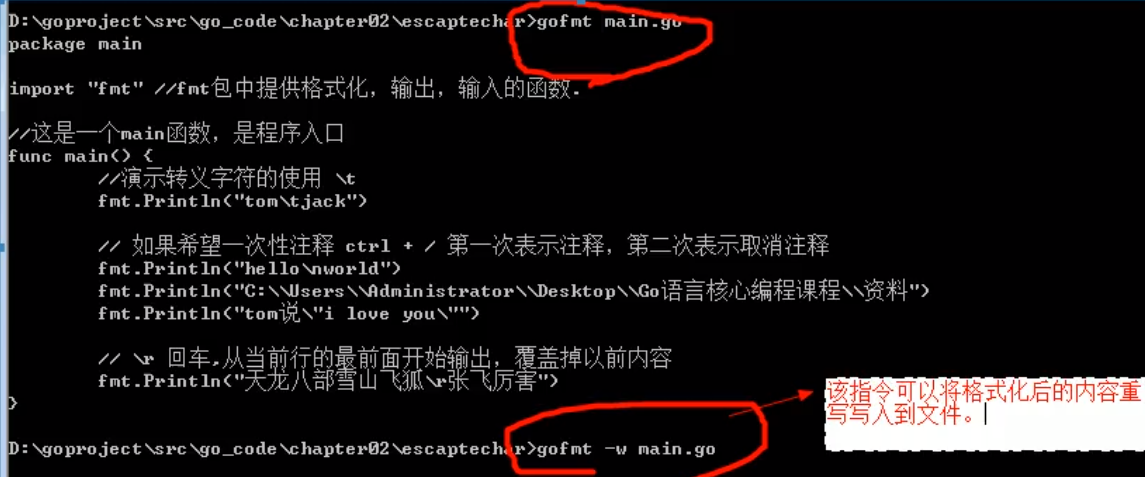 D:\goproject\src\go_code\chapter02\escaptechar>gofmt main.go
package main
import "fmt" //fmt包中提供格式化，输出，输入的函数.
//这是一个main函数，是程序入口
func main() {
//演示转义字符的使用 \t
fmt.Println("tom\tjack")
// 如果希望一次性注释 ctrl + / 第一次表示注释，第二次表示取消注释
fmt.Println("hello\nworld")
fmt.Println("C:\\Users\\Administrator\\Desktop\\Go语言核心编程课程\\资料")
fmt.Println("tom说\"i love you\"")
// \r 回车,从当前行的最前面开始输出，覆盖掉以前内容
fmt.Println("天龙八部雪山飞狐\r张飞厉害")
}
该指令可以将格式化后的内容重
写写入到文件。
D:\goproject\src\go_code\chapter02\escaptechar>gofmt -w main.go